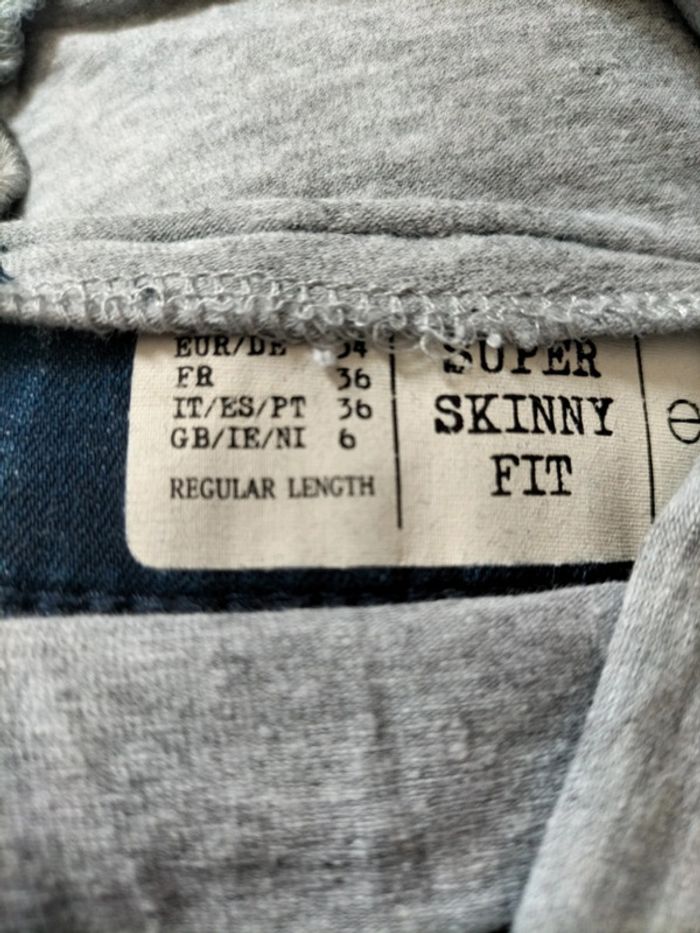 EUR/DE 34
FR 36
IT/ES/PT 36
GB/IE/NI 6
REGULAR LENGTH
SUPER
SKINNY
FIT